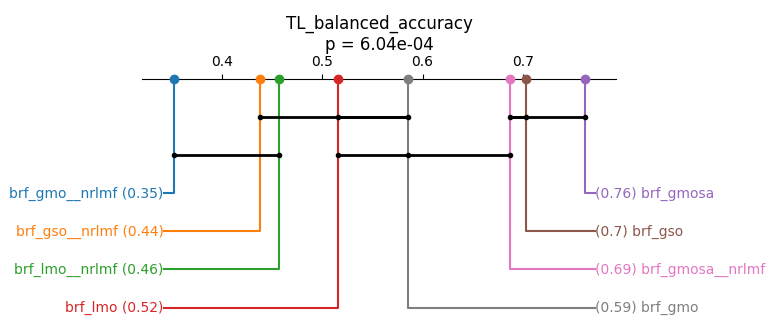 TL_balanced_accuracy
p = 6.04e-04
0.4 0.5 0.6 0.7
brf_gmo__nrlmf (0.35) (0.76) brf_gmosa
brf_gso__nrlmf (0.44) (0.7) brf_gso
brf_lmo__nrlmf (0.46) (0.69) brf_gmosa__nrlmf
brf_lmo (0.52) (0.59) brf_gmo